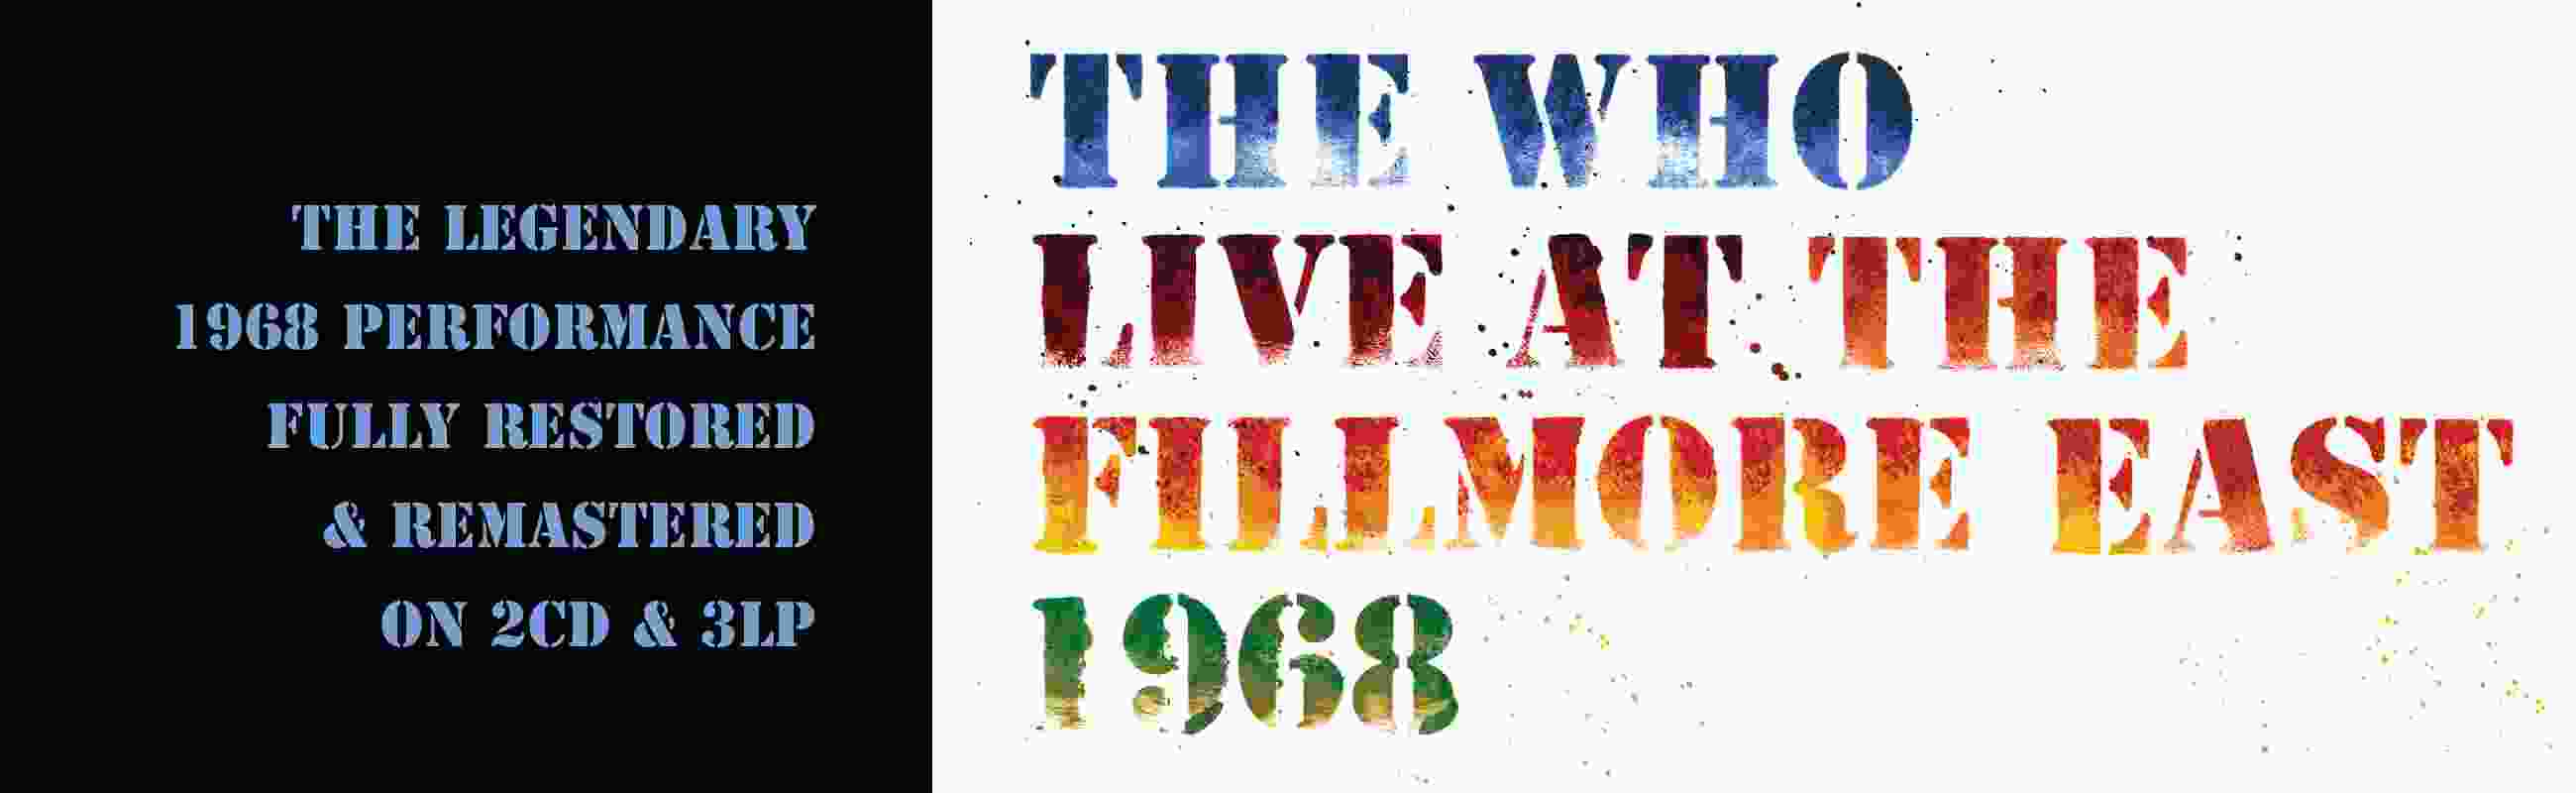 THE LEGENDARY
1968 PERFORMANCE
FULLY RESTORED
& REMASTERED
ON 2CD & 3LP
THE WHO
LIVE AT THE
FILLMORE EAST
1968